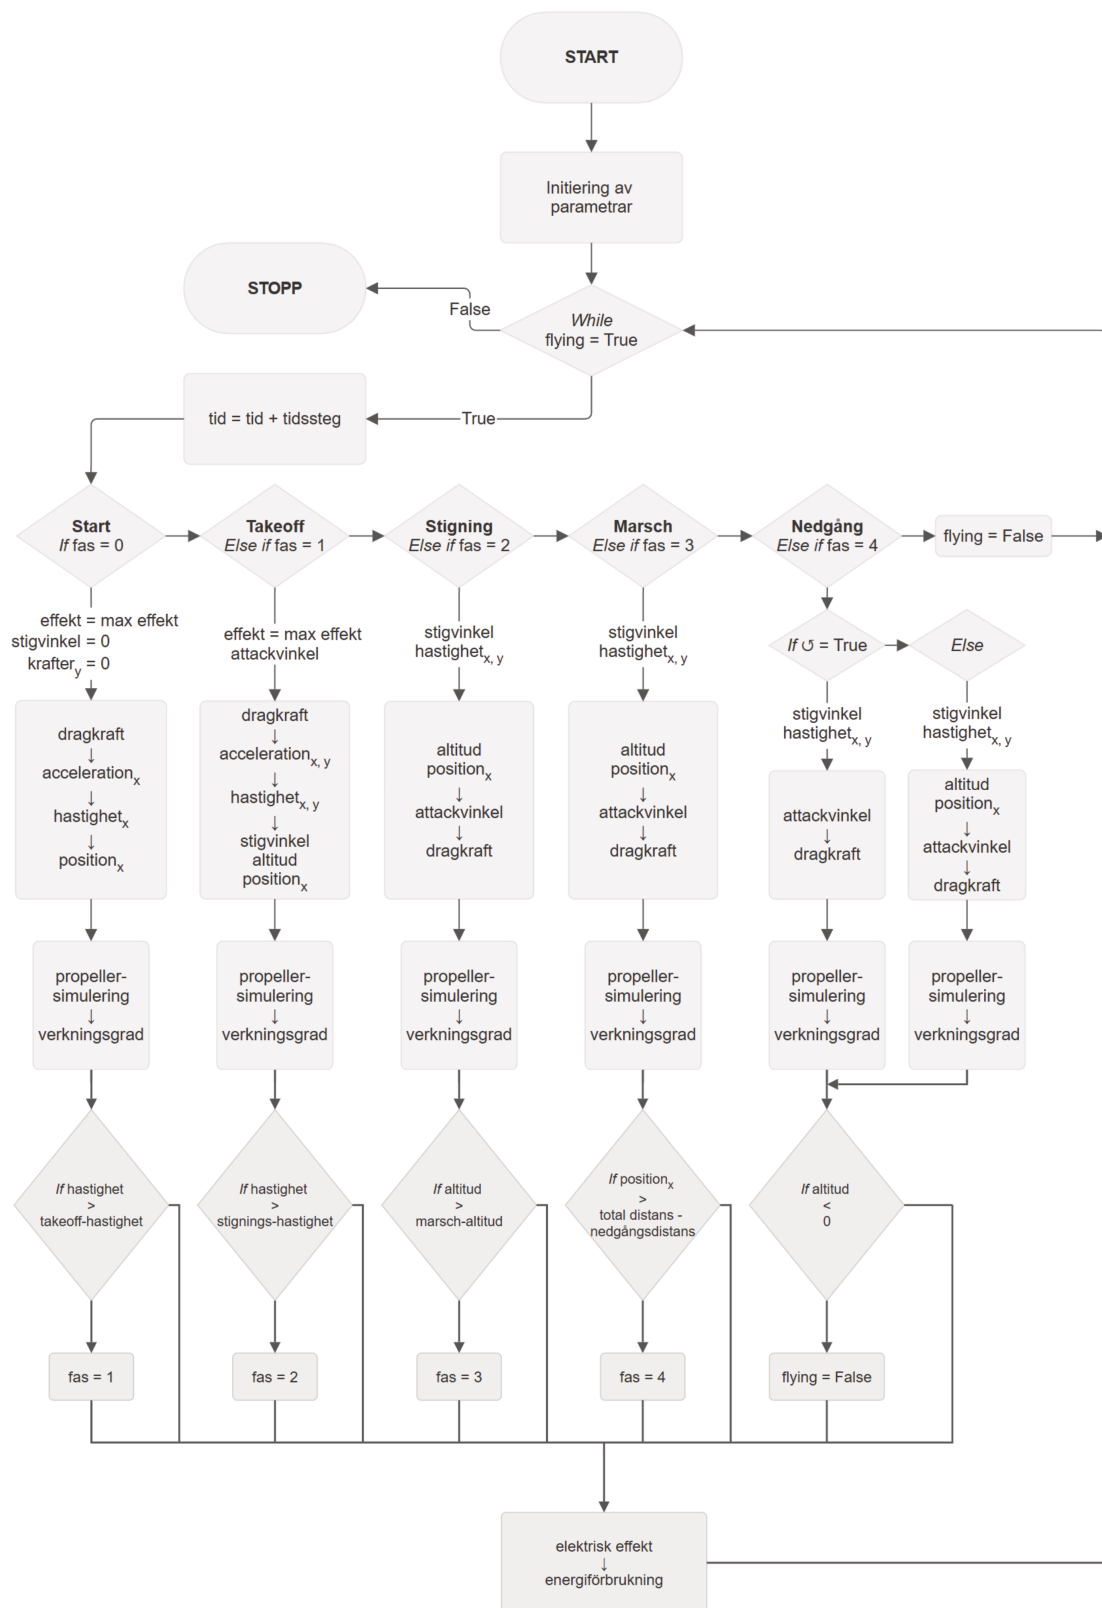 START
Initiering av
parametrar
STOPP
False
While
flying = True
tid = tid + tidssteg
True
Start
If fas = 0
Takeoff
Else if fas = 1
Stigning
Else if fas = 2
Marsch
Else if fas = 3
Nedgång
Else if fas = 4
flying = False
effekt = max effekt
stigvinkel = 0
krafter_y = 0
effekt = max effekt
attackvinkel
stigvinkel
hastighet_x, y
stigvinkel
hastighet_x, y
If ↺ = True
Else
stigvinkel
hastighet_x, y
stigvinkel
hastighet_x, y
dragkraft
↓
acceleration_x
↓
hastighet_x
↓
position_x
dragkraft
↓
acceleration_x, y
↓
hastighet_x, y
↓
stigvinkel
altitud
position_x
altitud
position_x
↓
attackvinkel
↓
dragkraft
altitud
position_x
↓
attackvinkel
↓
dragkraft
attackvinkel
↓
dragkraft
altitud
position_x
↓
attackvinkel
↓
dragkraft
propeller-
simulering
↓
verkningsgrad
propeller-
simulering
↓
verkningsgrad
propeller-
simulering
↓
verkningsgrad
propeller-
simulering
↓
verkningsgrad
propeller-
simulering
↓
verkningsgrad
propeller-
simulering
↓
verkningsgrad
If hastighet
>
takeoff-hastighet
If hastighet
>
stignings-hastighet
If altitud
>
marsch-altitud
If position_x
>
total distans -
nedgångsdistans
If altitud
<
0
fas = 1
fas = 2
fas = 3
fas = 4
flying = False
elektrisk effekt
↓
energiförbrukning